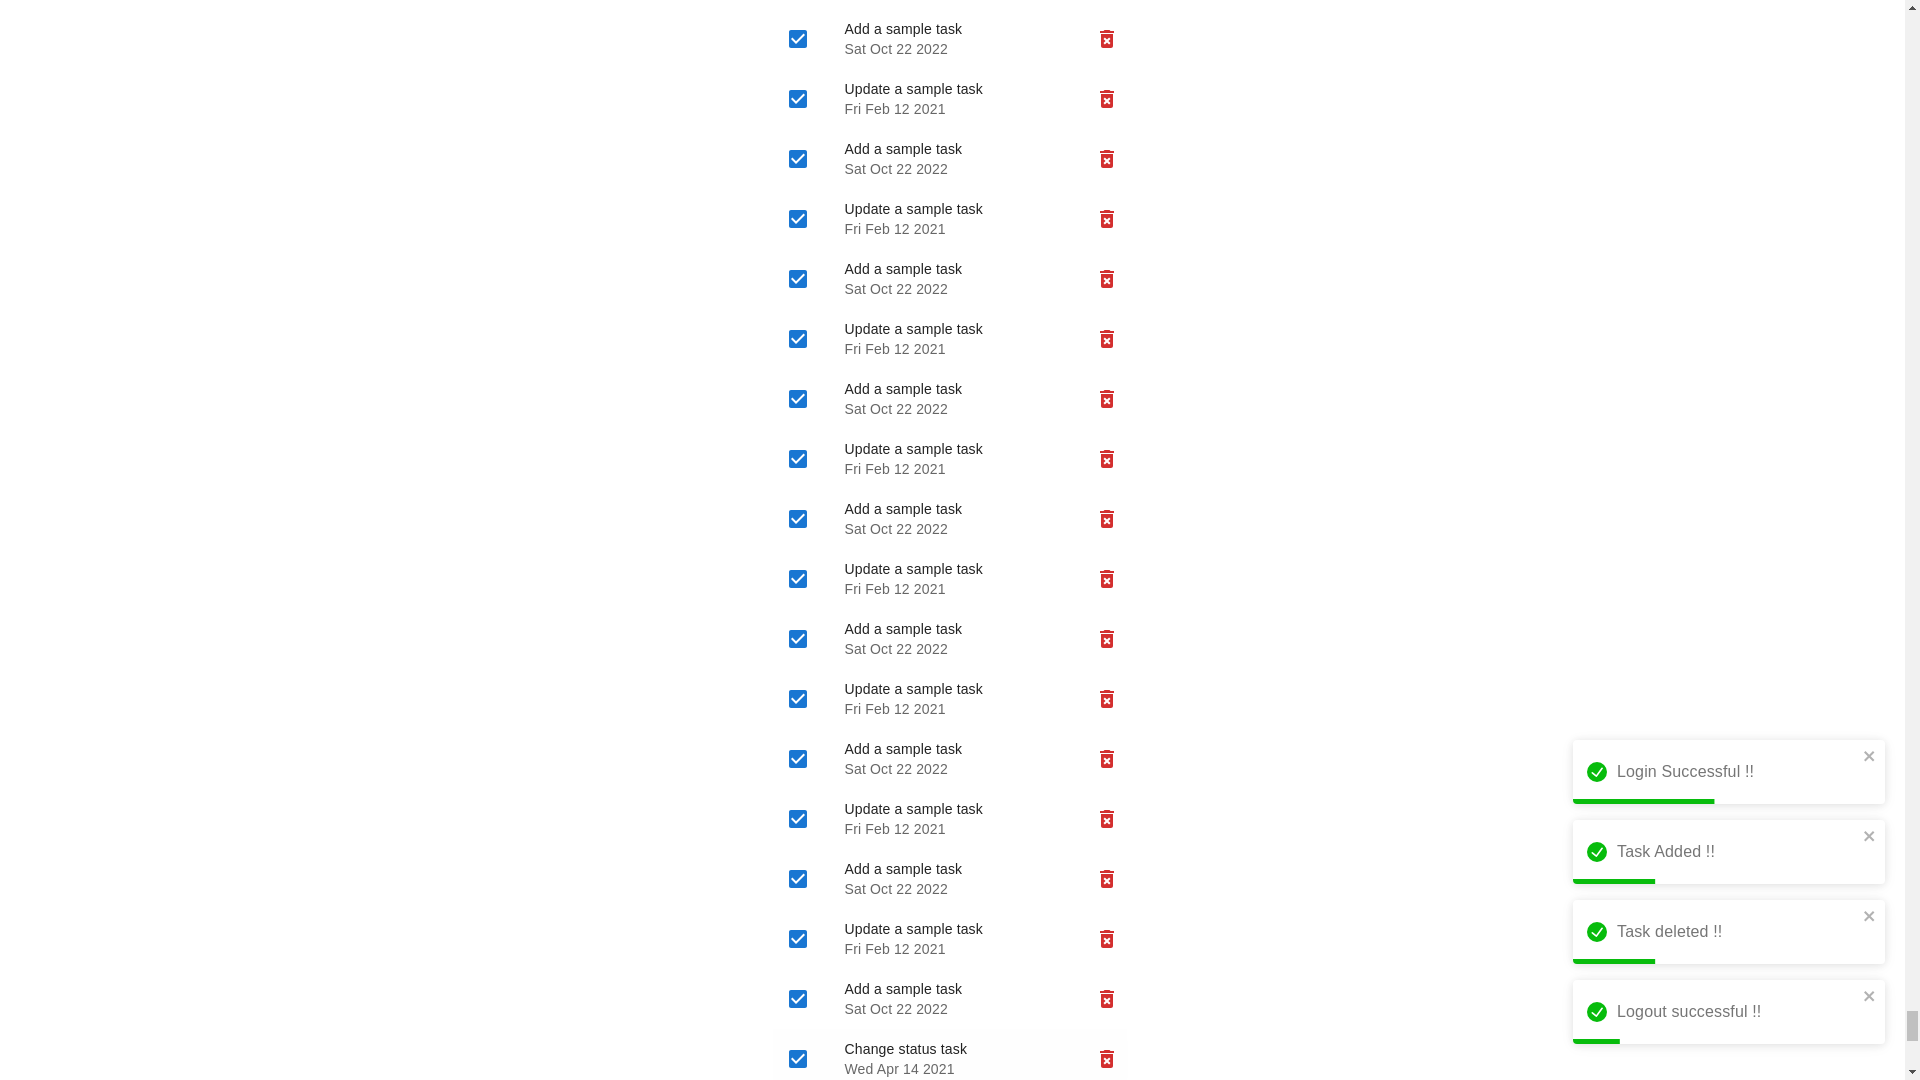 Add a sample task
Sat Oct 22 2022
Update a sample task
Fri Feb 12 2021
Add a sample task
Sat Oct 22 2022
Update a sample task
Fri Feb 12 2021
Add a sample task
Sat Oct 22 2022
Update a sample task
Fri Feb 12 2021
Add a sample task
Sat Oct 22 2022
Update a sample task
Fri Feb 12 2021
Add a sample task
Sat Oct 22 2022
Update a sample task
Fri Feb 12 2021
Add a sample task
Sat Oct 22 2022
Update a sample task
Fri Feb 12 2021
Add a sample task
Sat Oct 22 2022
Update a sample task
Fri Feb 12 2021
Add a sample task
Sat Oct 22 2022
Update a sample task
Fri Feb 12 2021
Add a sample task
Sat Oct 22 2022
Change status task
Wed Apr 14 2021
Login Successful !!
Task Added !!
Task deleted !!
Logout successful !!